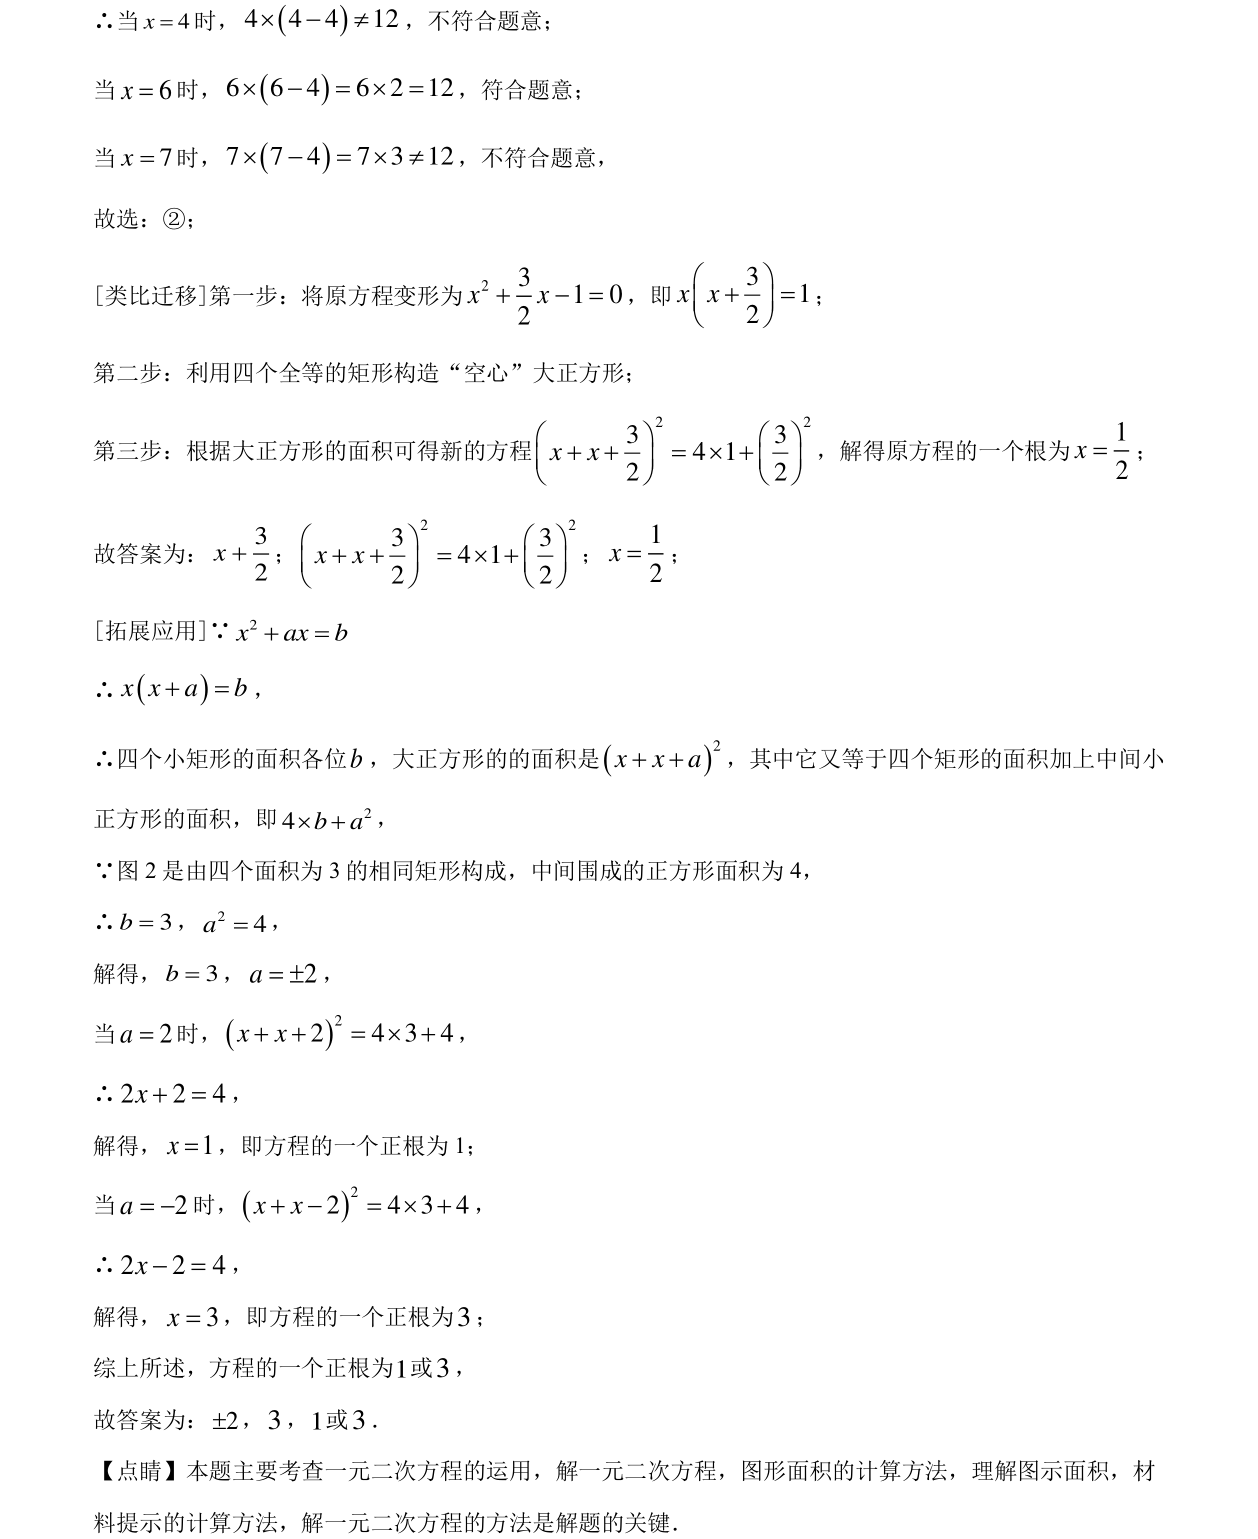 ∴当 x = 4 时，4×(4−4)≠12，不符合题意；
当 x = 6 时，6×(6−4)=6×2=12，符合题意；
当 x = 7 时，7×(7−4)=7×3≠12，不符合题意，
故选：②；
[类比迁移]第一步：将原方程变形为 x² + 3/2 x − 1 = 0，即 x(x + 3/2) = 1；
第二步：利用四个全等的矩形构造“空心”大正方形；
第三步：根据大正方形的面积可得新的方程 (x + x + 3/2)² = 4×1 + (3/2)²，解得原方程的一个根为 x = 1/2；
故答案为：x + 3/2；(x + x + 3/2)² = 4×1 + (3/2)²；x = 1/2；
[拓展应用]∵ x² + ax = b
∴ x(x + a) = b，
∴四个小矩形的面积各位 b，大正方形的的面积是 (x + x + a)²，其中它又等于四个矩形的面积加上中间小
正方形的面积，即 4×b + a²，
∵图 2 是由四个面积为 3 的相同矩形构成，中间围成的正方形面积为 4，
∴ b = 3，a² = 4，
解得，b = 3，a = ±2，
当 a = 2 时，(x + x + 2)² = 4×3 + 4，
∴ 2x + 2 = 4，
解得，x = 1，即方程的一个正根为 1；
当 a = −2 时，(x + x − 2)² = 4×3 + 4，
∴ 2x − 2 = 4，
解得，x = 3，即方程的一个正根为 3；
综上所述，方程的一个正根为 1 或 3，
故答案为：±2，3，1 或 3．
【点睛】本题主要考查一元二次方程的运用，解一元二次方程，图形面积的计算方法，理解图示面积，材
料提示的计算方法，解一元二次方程的方法是解题的关键．